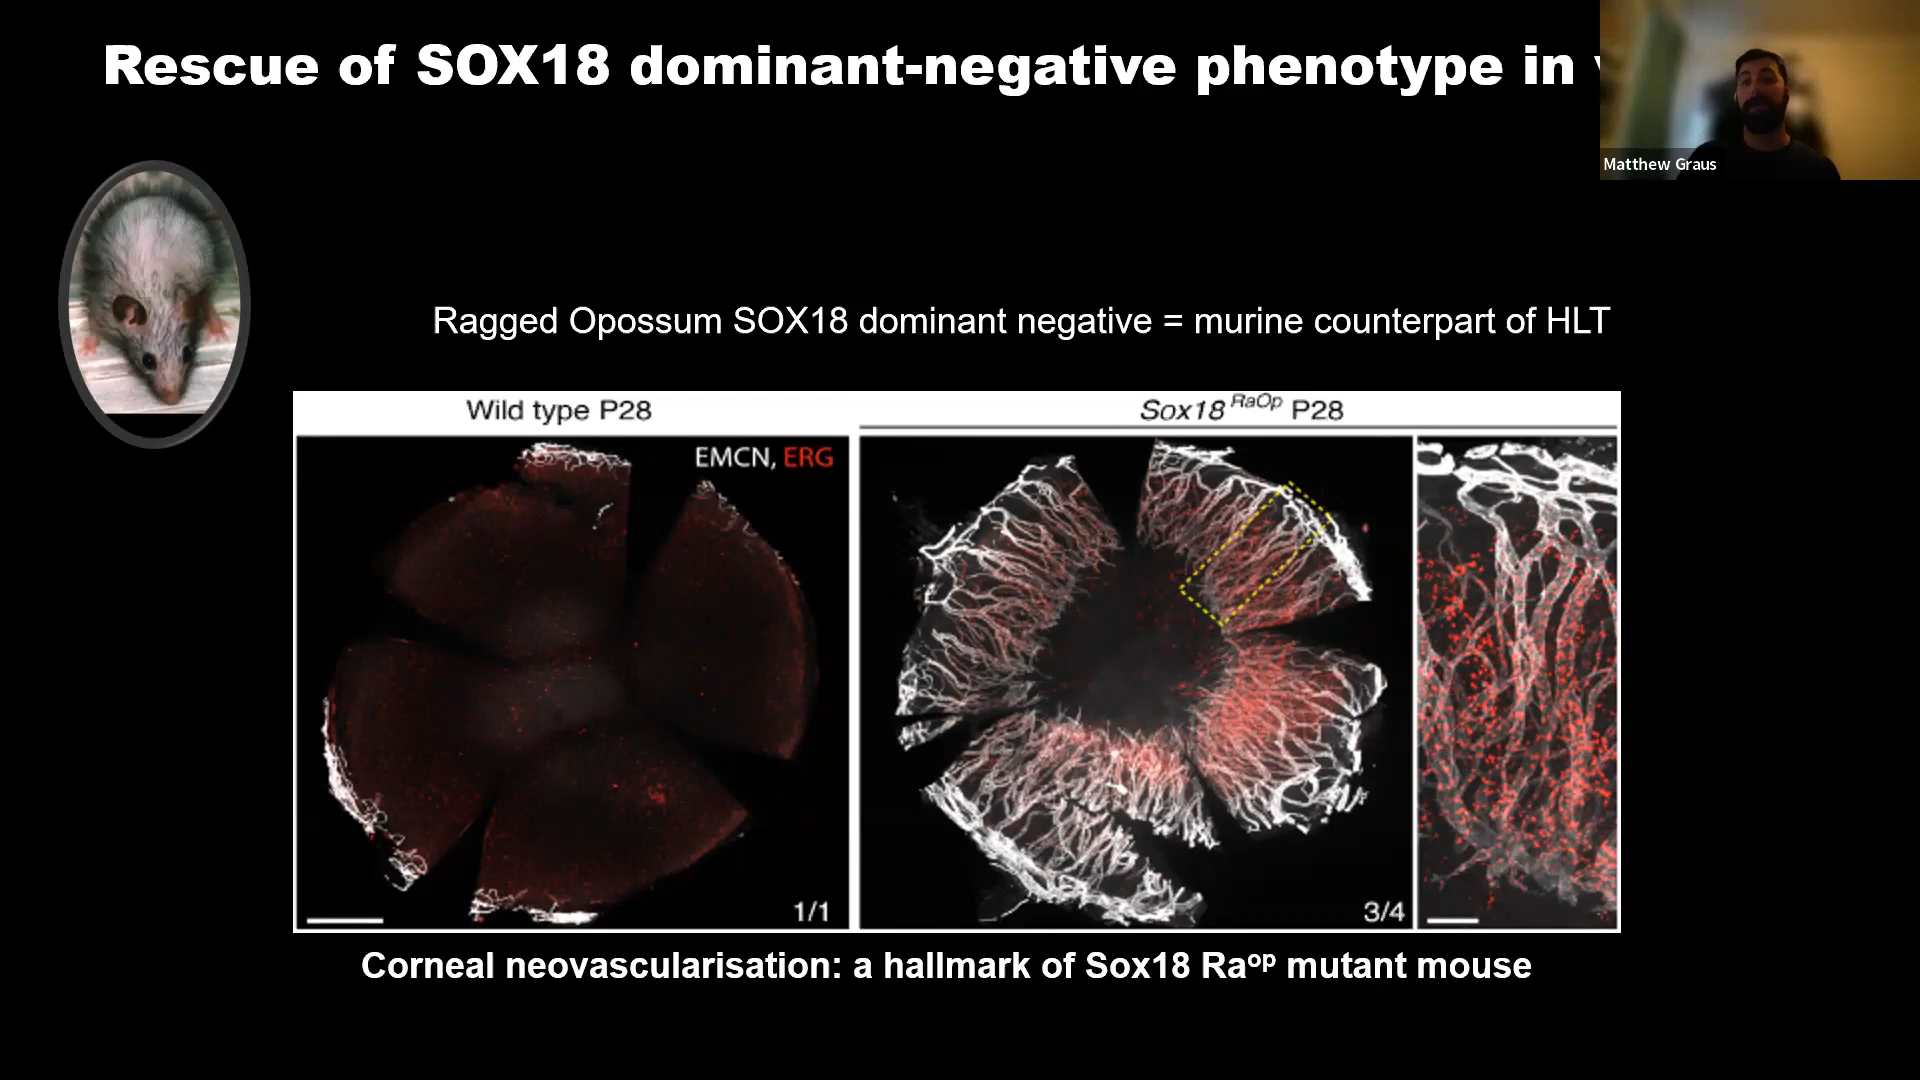 Rescue of SOX18 dominant-negative phenotype in
Matthew Graus
Ragged Opossum SOX18 dominant negative = murine counterpart of HLT
Wild type P28
Sox18 RaOp P28
EMCN, ERG
1/1
3/4
Corneal neovascularisation: a hallmark of Sox18 Raop mutant mouse